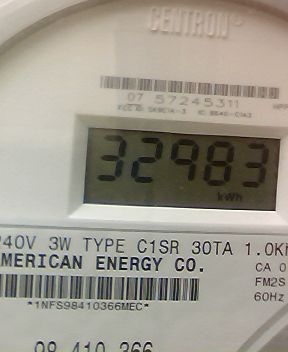 CENTRON®
07 57245311
32983
kWh
240V 3W TYPE C1SR 30TA 1.0K
AMERICAN ENERGY CO.
CA 0
FM2S
60Hz
*1NFS98410366MEC*
98 410 366